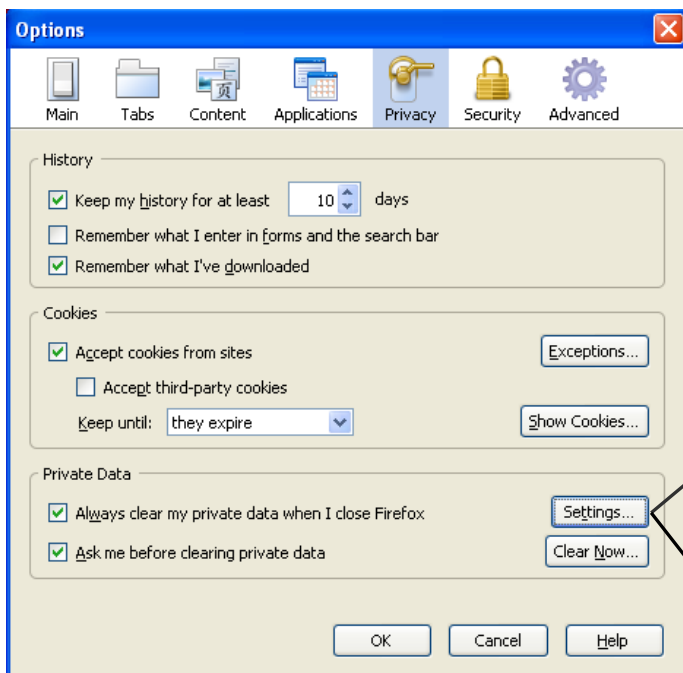 Options
Main Tabs Content Applications Privacy Security Advanced
页
History
Keep my history for at least 10 days
Remember what I enter in forms and the search bar
Remember what I've downloaded
Cookies
Accept cookies from sites Exceptions...
Accept third-party cookies
Keep until: they expire Show Cookies...
Private Data
Always clear my private data when I close Firefox Settings...
Ask me before clearing private data Clear Now...
OK Cancel Help